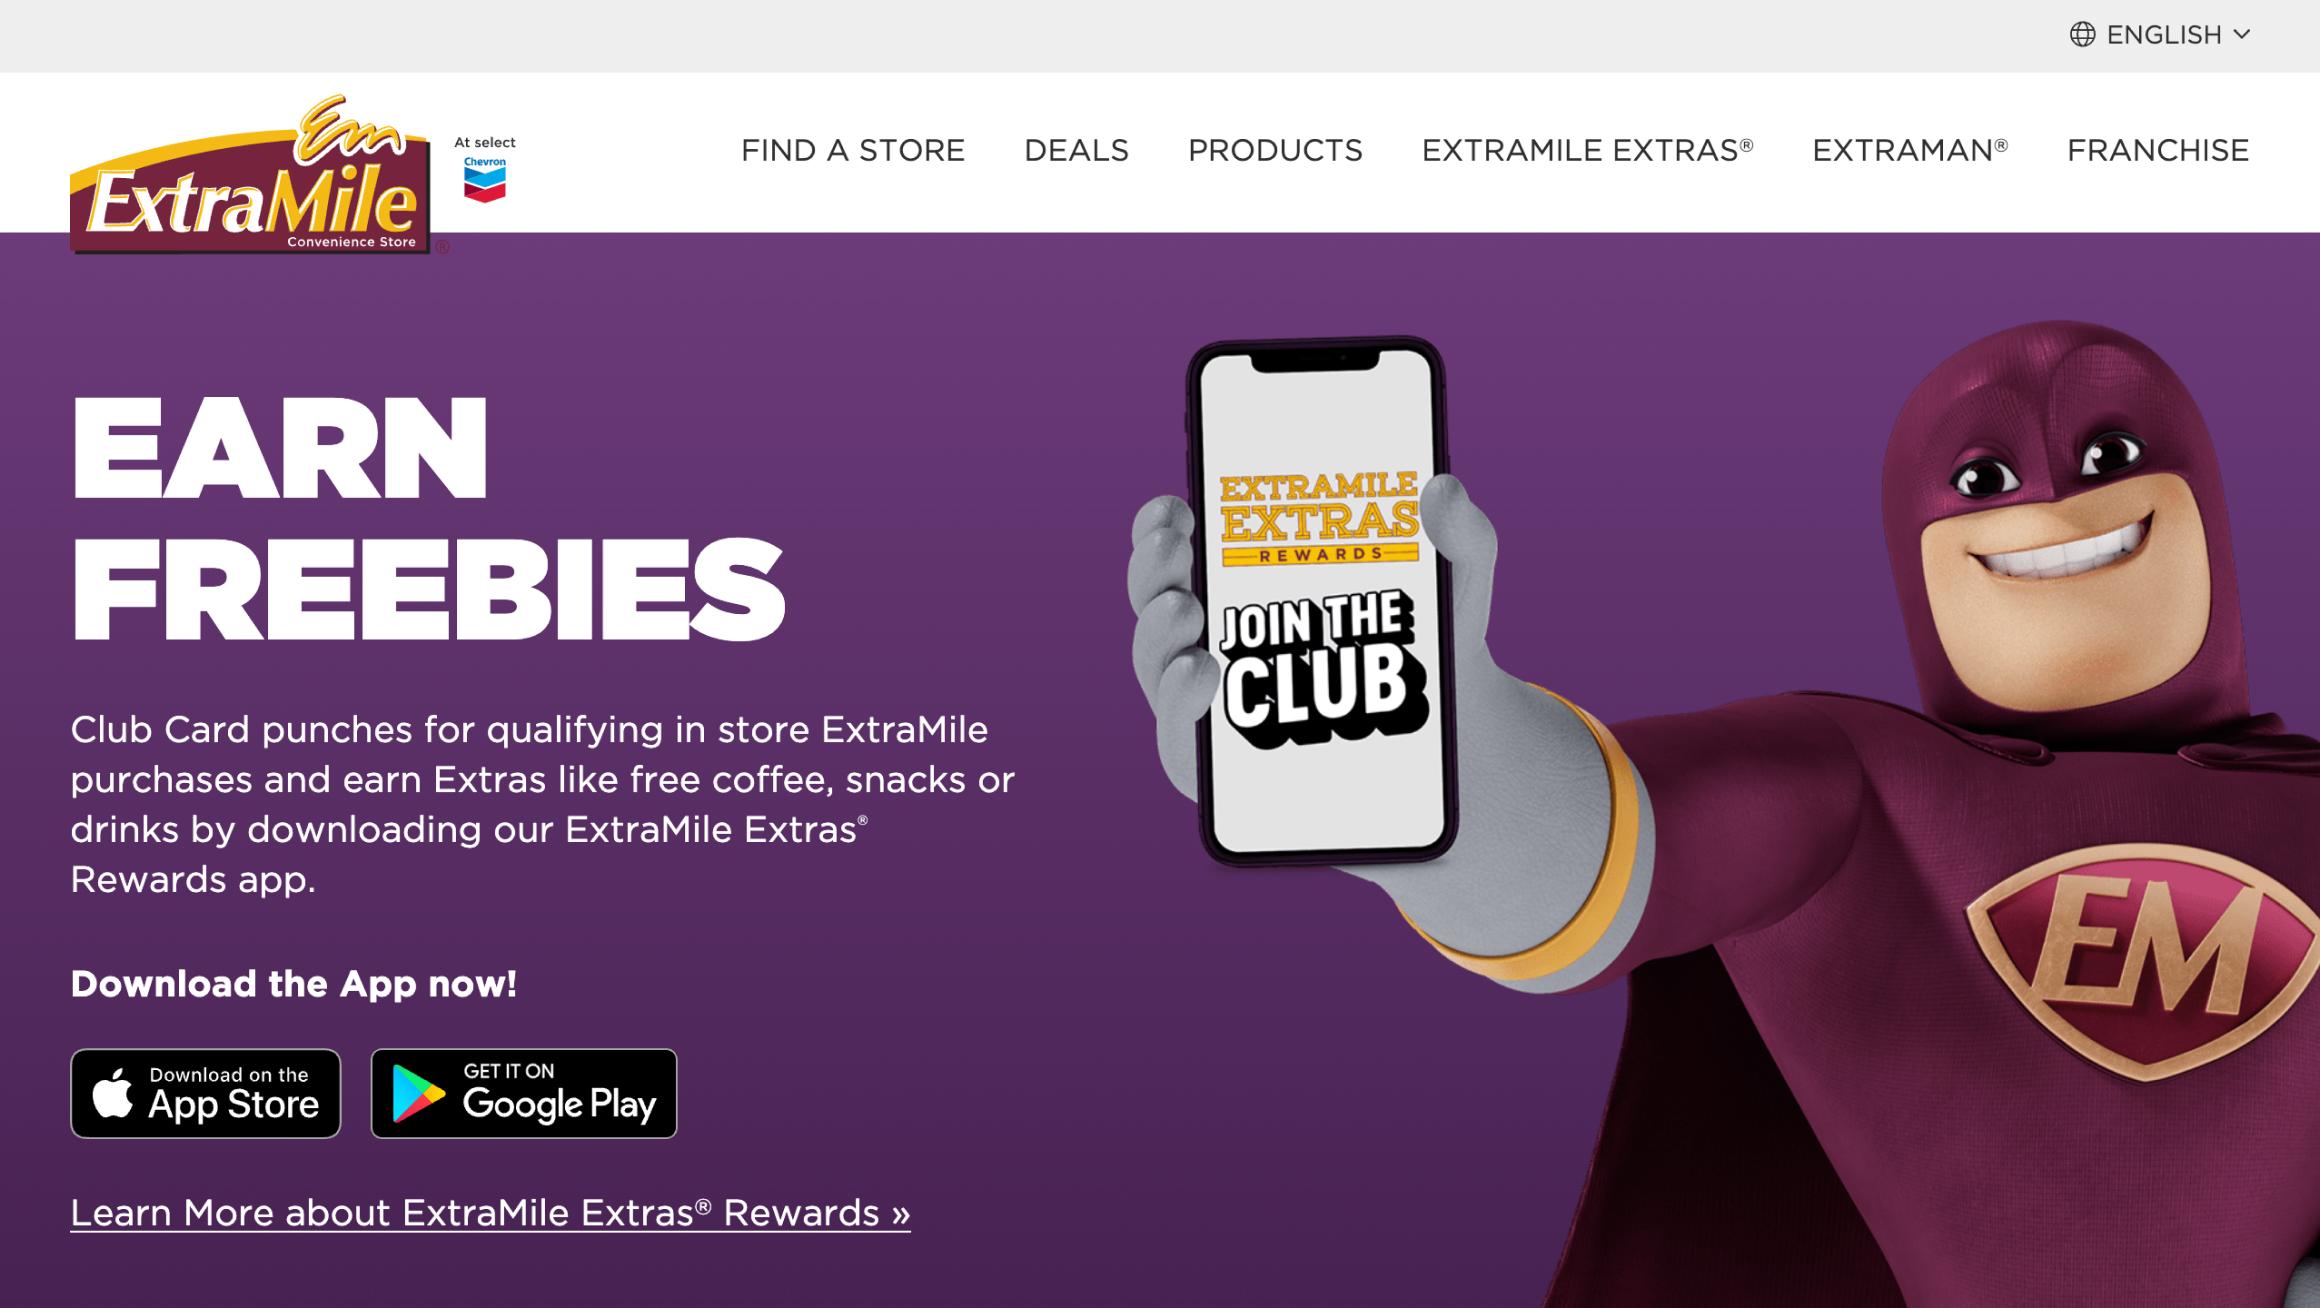 ENGLISH
Em
ExtraMile
Convenience Store
®
At select
Chevron
FIND A STORE
DEALS
PRODUCTS
EXTRAMILE EXTRAS®
EXTRAMAN®
FRANCHISE
EARN
FREEBIES
Club Card punches for qualifying in store ExtraMile
purchases and earn Extras like free coffee, snacks or
drinks by downloading our ExtraMile Extras®
Rewards app.
Download the App now!
Download on the
App Store
GET IT ON
Google Play
Learn More about ExtraMile Extras® Rewards »
EXTRAMILE
EXTRAS
REWARDS
JOIN THE
CLUB
EM